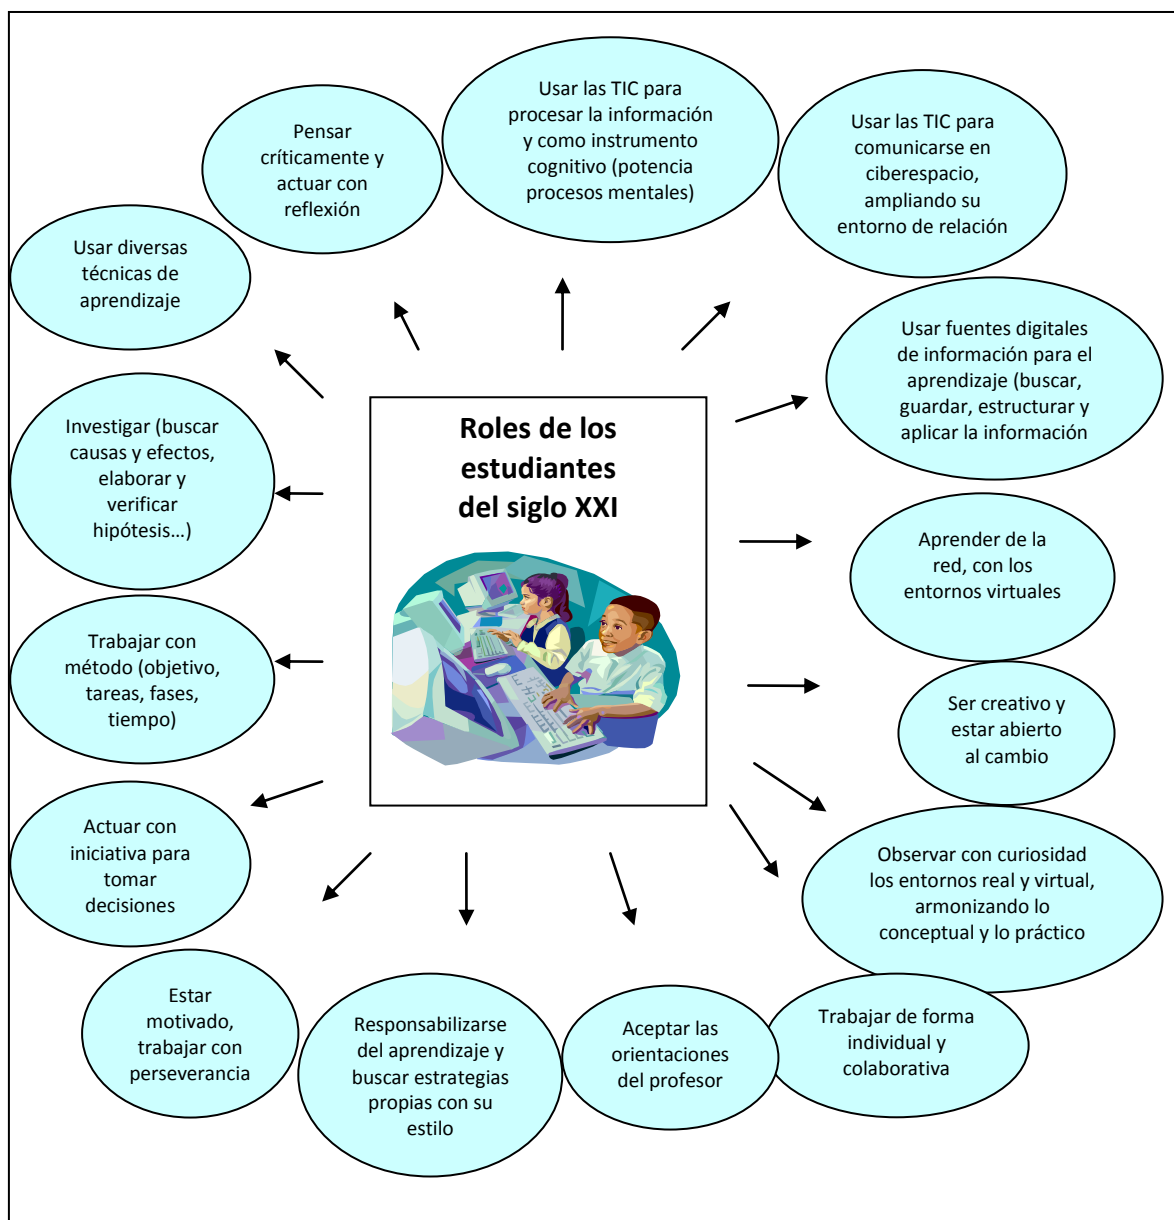 Roles de los
estudiantes
del siglo XXI
Usar las TIC para
procesar la información
y como instrumento
cognitivo (potencia
procesos mentales)
Usar las TIC para
comunicarse en
ciberespacio,
ampliando su
entorno de relación
Usar fuentes digitales
de información para el
aprendizaje (buscar,
guardar, estructurar y
aplicar la información
Aprender de la
red, con los
entornos virtuales
Ser creativo y
estar abierto
al cambio
Observar con curiosidad
los entornos real y virtual,
armonizando lo
conceptual y lo práctico
Trabajar de forma
individual y
colaborativa
Aceptar las
orientaciones
del profesor
Responsabilizarse
del aprendizaje y
buscar estrategias
propias con su
estilo
Estar
motivado,
trabajar con
perseverancia
Actuar con
iniciativa para
tomar
decisiones
Trabajar con
método (objetivo,
tareas, fases,
tiempo)
Investigar (buscar
causas y efectos,
elaborar y
verificar
hipótesis…)
Usar diversas
técnicas de
aprendizaje
Pensar
críticamente y
actuar con
reflexión